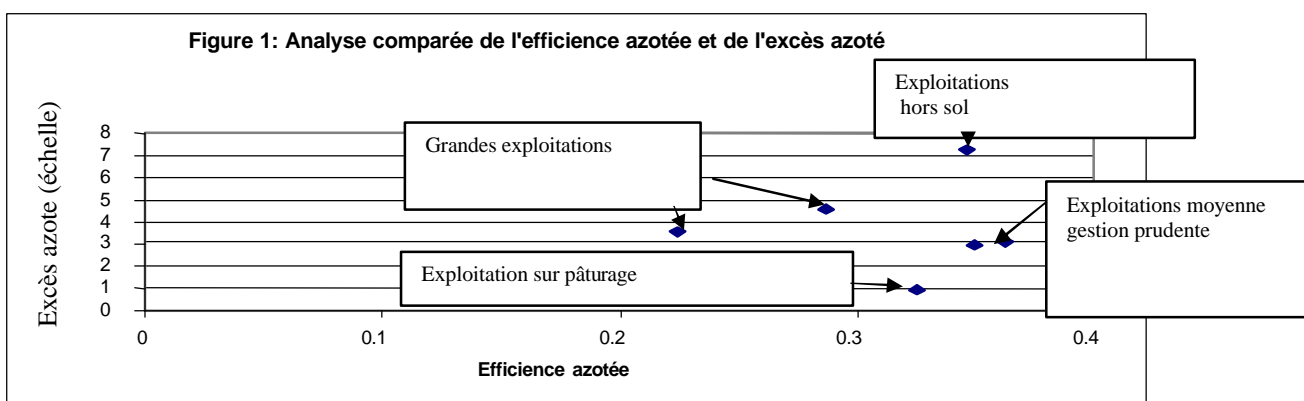 Figure 1: Analyse comparée de l'efficience azotée et de l'excès azoté
Excès azote (échelle)
8
7
6
5
4
3
2
1
0
Grandes exploitations
Exploitations
hors sol
Exploitations moyenne
gestion prudente
Exploitation sur pâturage
0 0.1 0.2 0.3 0.4
Efficience azotée